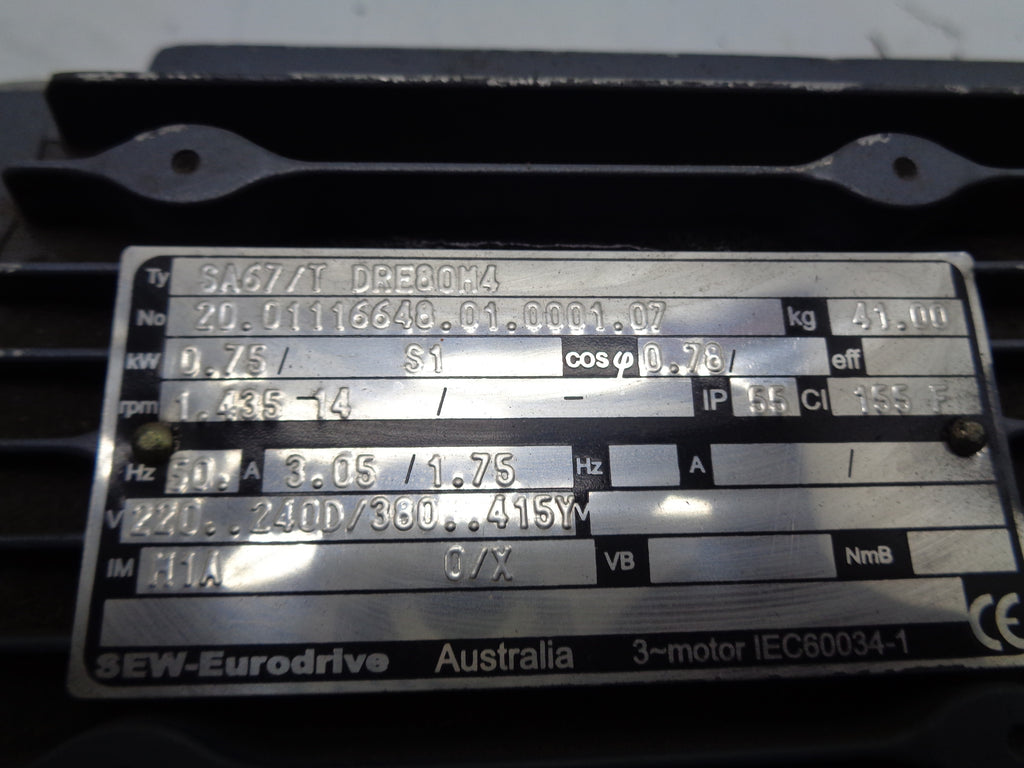 Ty SA67/T DRE80M4
No 20.01116648.01.0001.07 kg 41.00
kW 0.75/ S1 cos φ 0.78/ eff
rpm 1.435-14 / - IP 55 Cl 155 F
Hz 50. A 3.05 /1.75 Hz A /
V 220..240D/380..415Y V
IM M1A 0/X VB NmB
SEW-Eurodrive Australia 3~motor IEC60034-1 CE